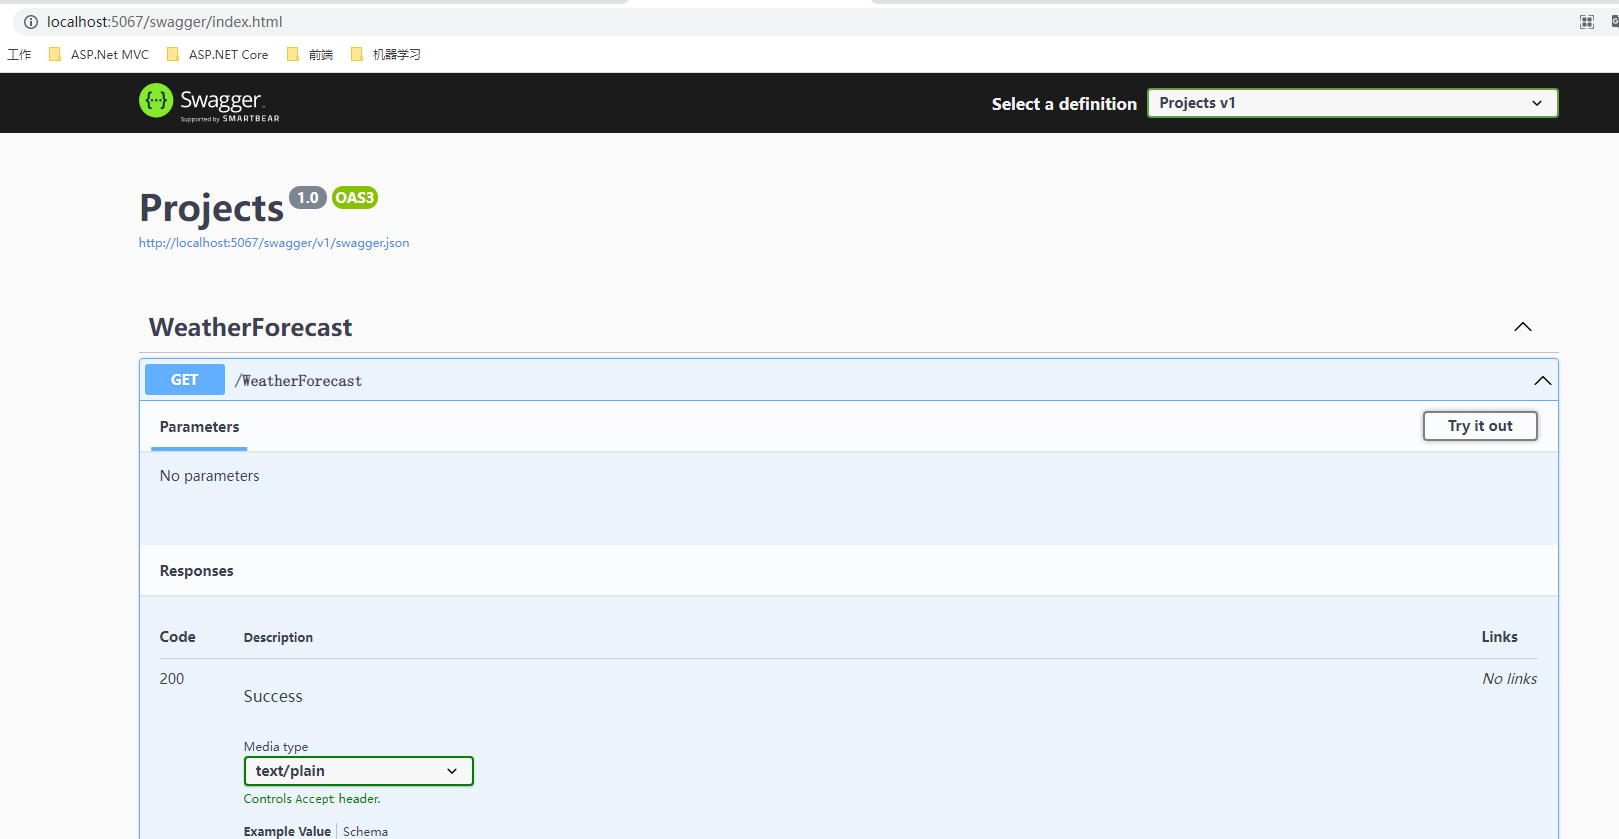 localhost:5067/swagger/index.html
工作 ASP.Net MVC ASP.NET Core 前端 机器学习
{···} Swagger. Select a definition Projects v1
Supported by SMARTBEAR
Projects 1.0 OAS3
http://localhost:5067/swagger/v1/swagger.json
WeatherForecast
GET /WeatherForecast
Parameters Try it out
No parameters
Responses
Code Description Links
200 No links
Success
Media type
text/plain
Controls Accept header.
Example Value Schema